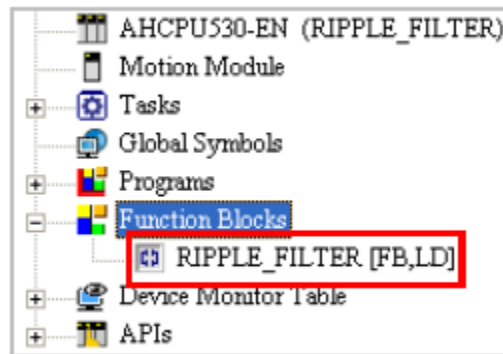 AHCPU530-EN (RIPPLE_FILTER)
Motion Module
Tasks
Global Symbols
Programs
Function Blocks
RIPPLE_FILTER [FB,LD]
Device Monitor Table
APIs